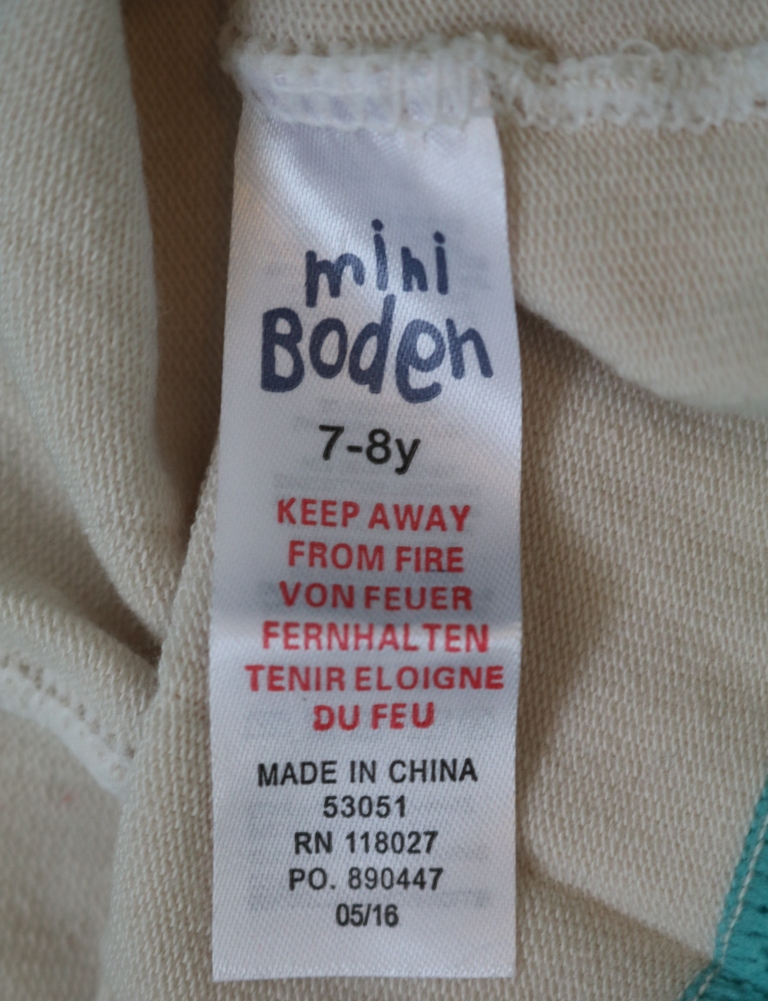 mini
Boden
7-8y
KEEP AWAY
FROM FIRE
VON FEUER
FERNHALTEN
TENIR ELOIGNE
DU FEU
MADE IN CHINA
53051
RN 118027
PO. 890447
05/16